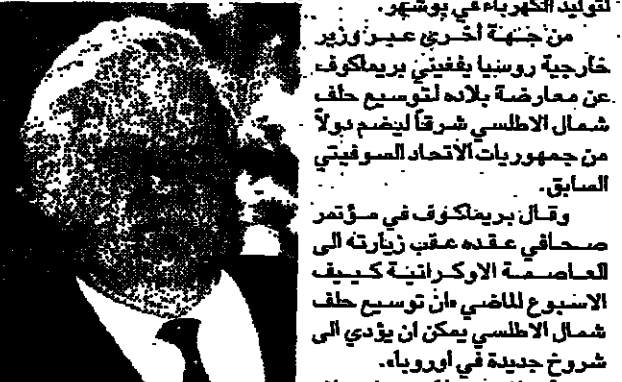 لتوليد الكهرباء في بوشهر.
من جهة أخرى عبر وزير
خارجية روسيا يفغيني بريماكوف
عن معارضة بلاده لتوسيع حلف
شمال الاطلسي شرقاً ليضم دولاً
من جمهوريات الاتحاد السوفيتي
السابق.
وقال بريماكوف في مؤتمر
صحافي عقده عقب زيارته الى
العاصمة الاوكرانية كييف
الاسبوع الماضي «ان توسيع حلف
شمال الاطلسي يمكن ان يؤدي الى
شروخ جديدة في اوروبا».